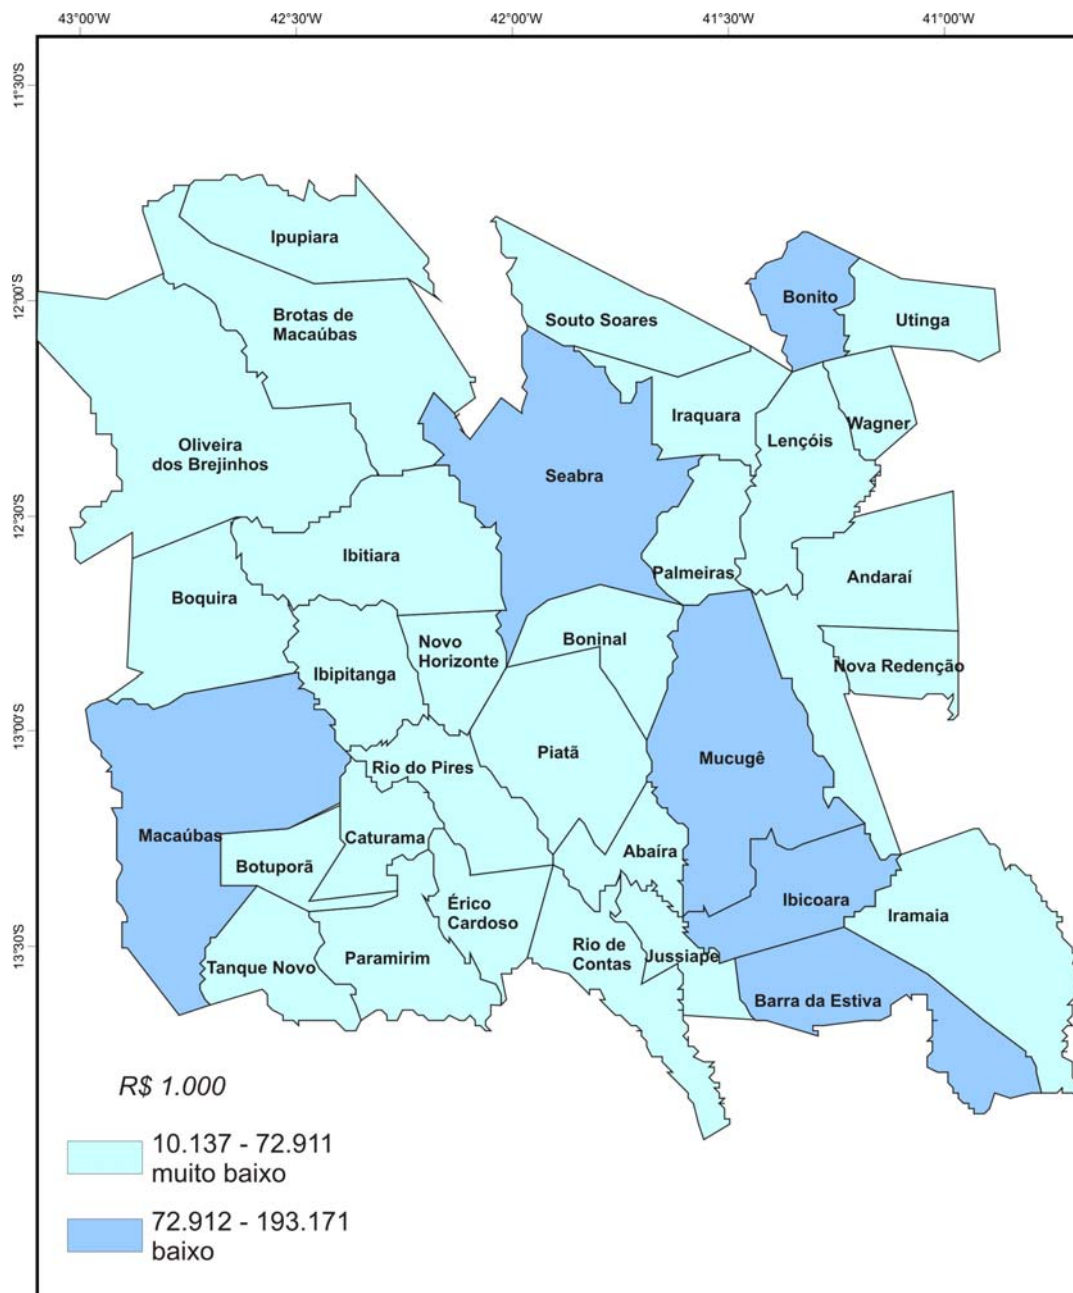 43°00'W 42°30'W 42°00'W 41°30'W 41°00'W
11°30'S
12°00'S
12°30'S
13°00'S
13°30'S
Ipupiara
Brotas de
Macaúbas
Souto Soares
Bonito
Utinga
Iraquara
Wagner
Lençóis
Oliveira
dos Brejinhos
Seabra
Ibitiara
Palmeiras
Andaraí
Boquira
Novo
Horizonte
Boninal
Ibipitanga
Nova Redenção
Piatã
Mucugê
Rio do Pires
Macaúbas
Caturama
Abaíra
Botuporã
Érico
Cardoso
Ibicoara
Iramaia
Rio de
Contas
Jussiape
Paramirim
Tanque Novo
Barra da Estiva
R$ 1.000
10.137 - 72.911
muito baixo
72.912 - 193.171
baixo